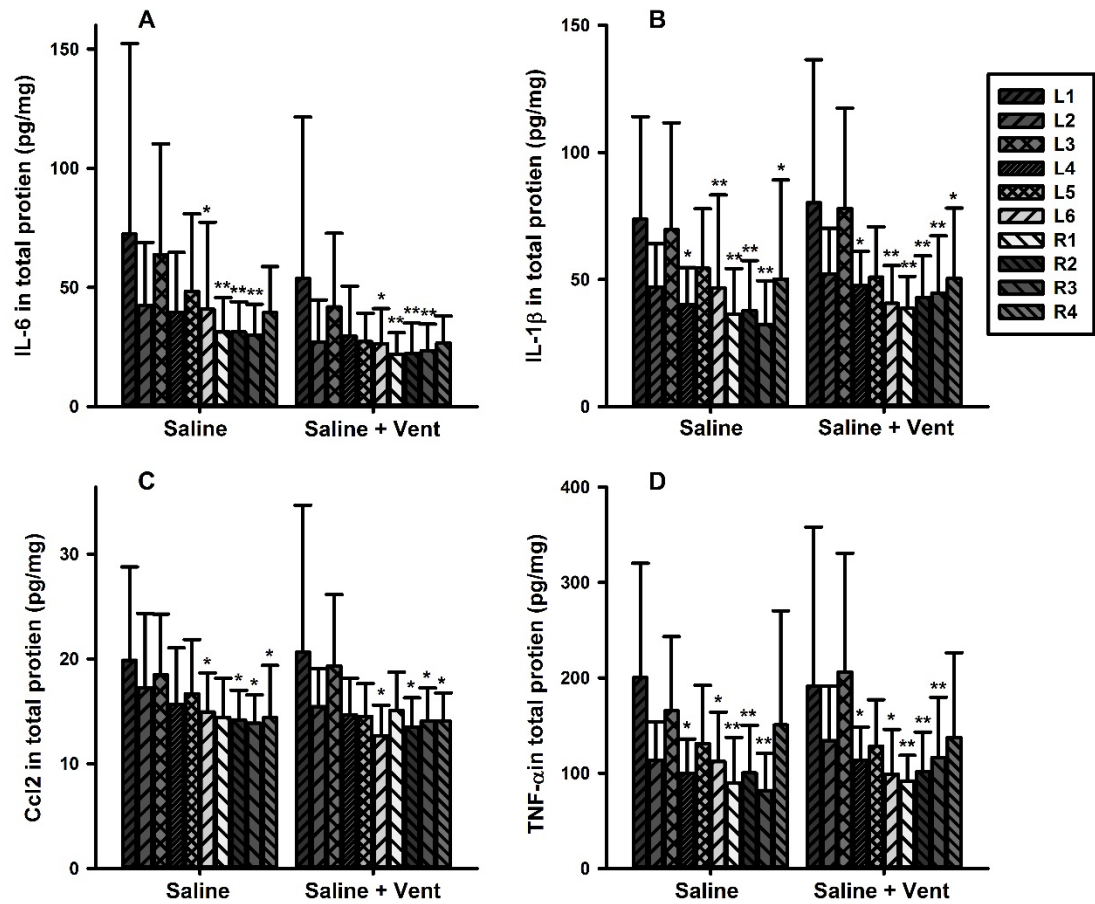 A
IL-6 in total protien (pg/mg)
150
100
50
0
*
**
**
**
*
**
**
**
Saline
Saline + Vent
B
IL-1β in total protien (pg/mg)
150
100
50
0
*
**
**
**
**
*
*
**
**
**
**
*
Saline
Saline + Vent
L1
L2
L3
L4
L5
L6
R1
R2
R3
R4
C
Ccl2 in total protien (pg/mg)
30
20
10
0
*
*
*
*
*
*
*
*
Saline
Saline + Vent
D
TNF-α in total protien (pg/mg)
400
300
200
100
0
*
*
**
**
**
*
*
**
**
**
Saline
Saline + Vent